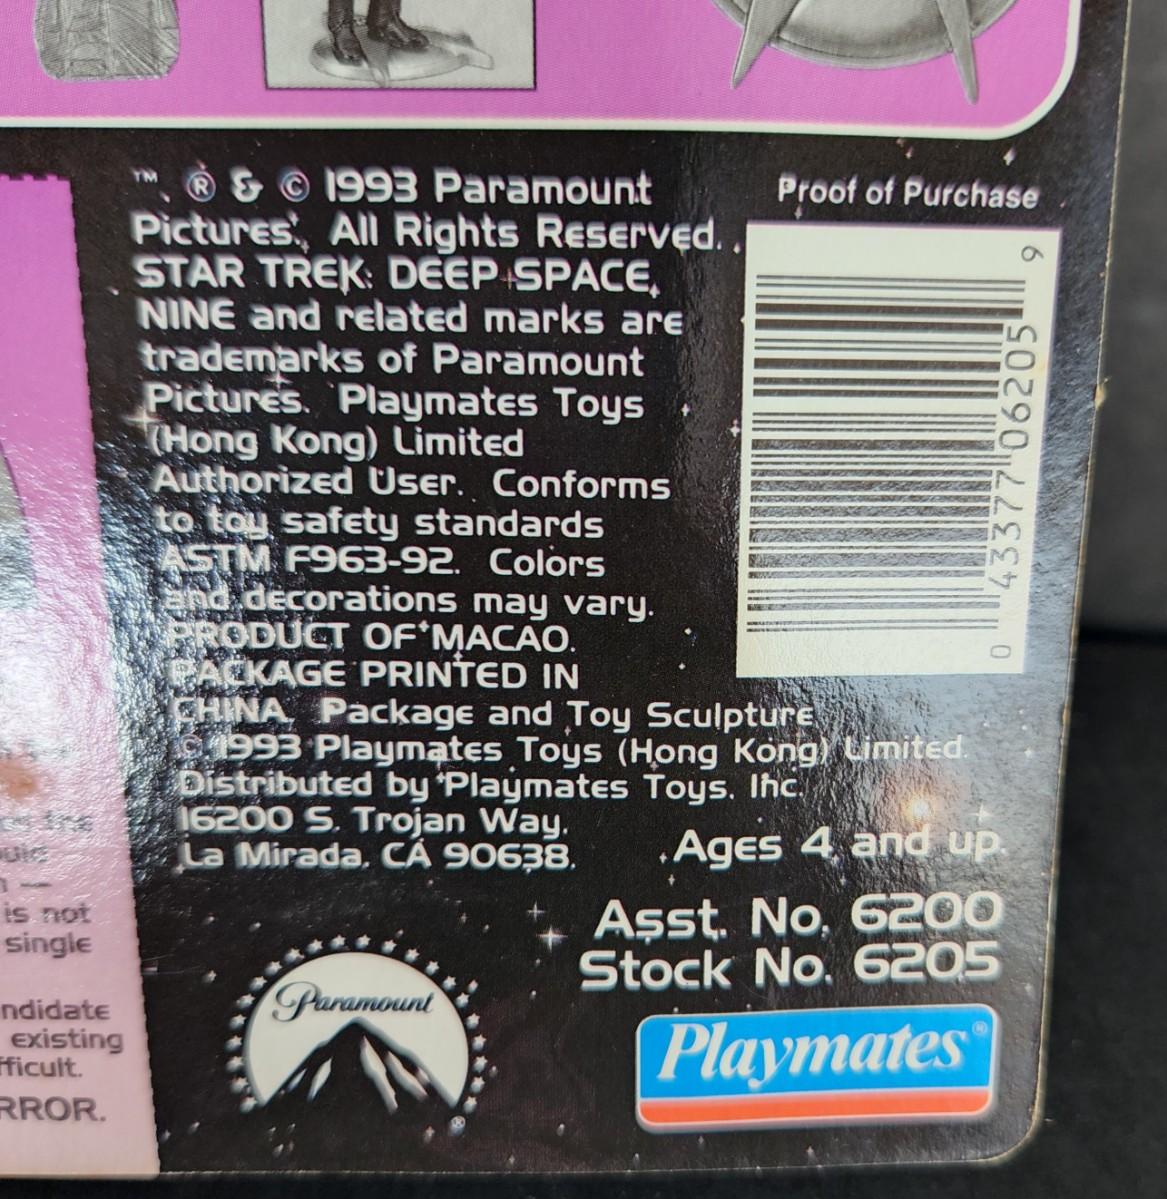 ™, ® & © 1993 Paramount
Pictures. All Rights Reserved.
STAR TREK: DEEP SPACE
NINE and related marks are
trademarks of Paramount
Pictures. Playmates Toys
(Hong Kong) Limited
Authorized User. Conforms
to toy safety standards
ASTM F963-92. Colors
and decorations may vary.
PRODUCT OF MACAO.
PACKAGE PRINTED IN
CHINA. Package and Toy Sculpture
© 1993 Playmates Toys (Hong Kong) Limited.
Distributed by Playmates Toys, Inc.
16200 S. Trojan Way,
La Mirada, CA 90638.
Proof of Purchase
0 43377 06205 9
Ages 4 and up.
Asst. No. 6200
Stock No. 6205
Paramount
®
Playmates®
is not
single
ndidate
existing
fficult.
RROR.